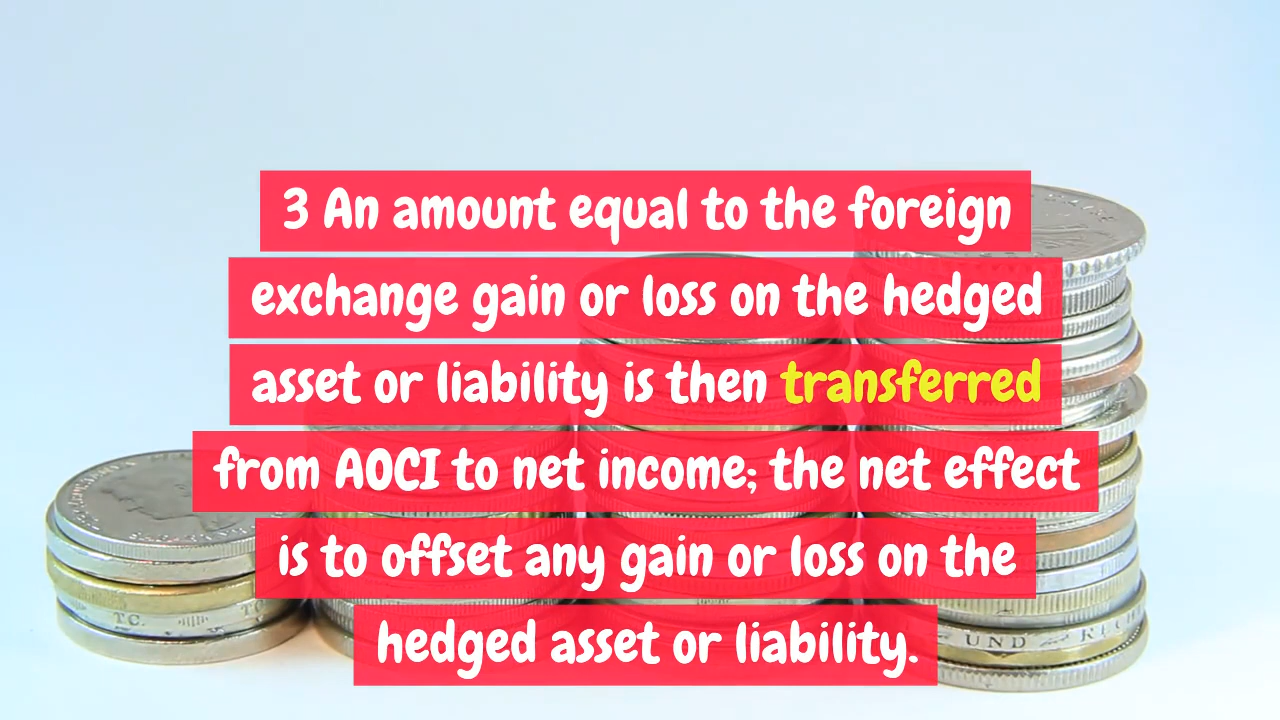 3 An amount equal to the foreign
exchange gain or loss on the hedged
asset or liability is then transferred
from AOCI to net income; the net effect
is to offset any gain or loss on the
hedged asset or liability.
TC.
UND